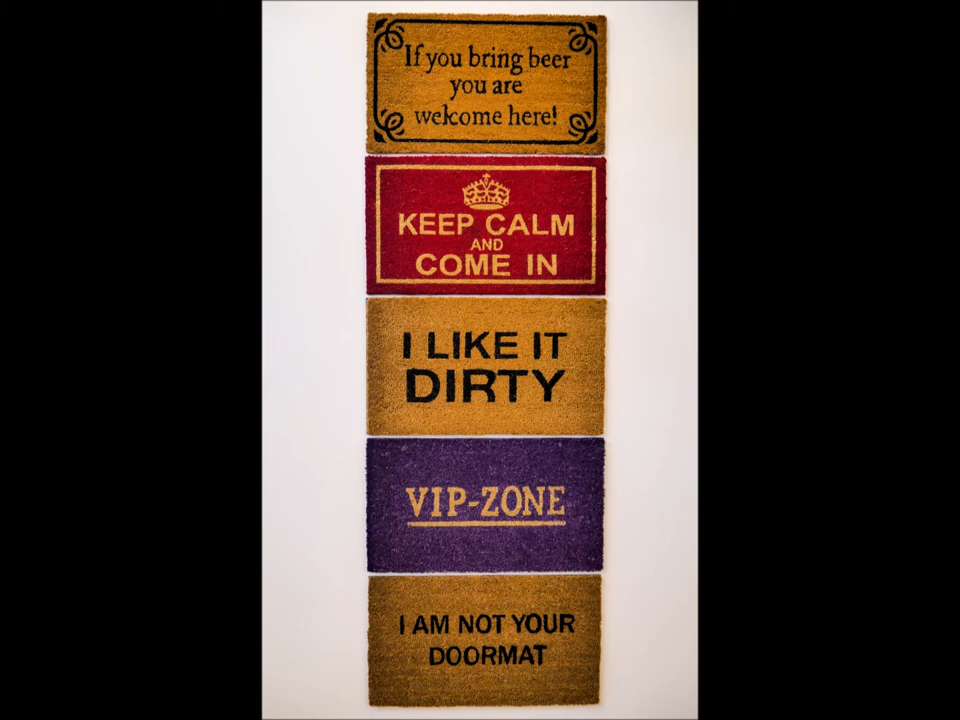 If you bring beer
you are
welcome here!
KEEP CALM
AND
COME IN
I LIKE IT
DIRTY
VIP-ZONE
I AM NOT YOUR
DOORMAT